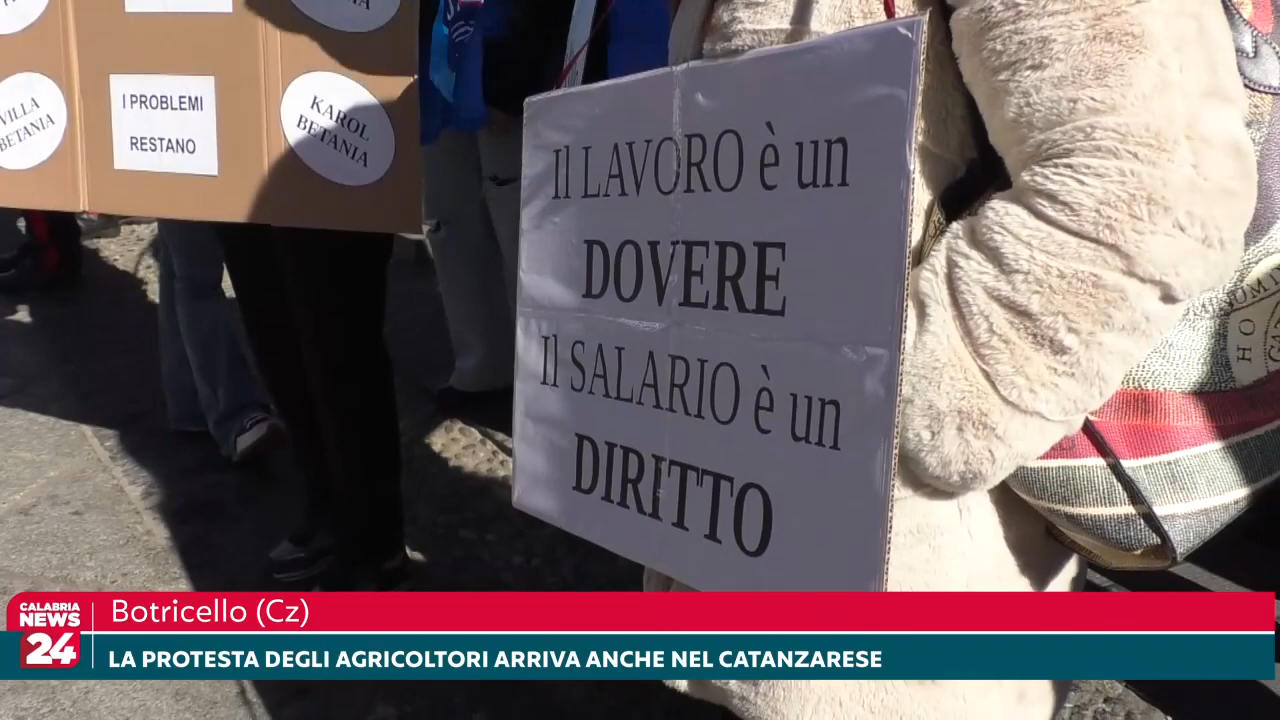 VILLA
BETANIA
I PROBLEMI
RESTANO
KAROL
BETANIA
Il LAVORO è un
DOVERE
Il SALARIO è un
DIRITTO
HO
CALABRIA
NEWS
24
Botricello (Cz)
LA PROTESTA DEGLI AGRICOLTORI ARRIVA ANCHE NEL CATANZARESE